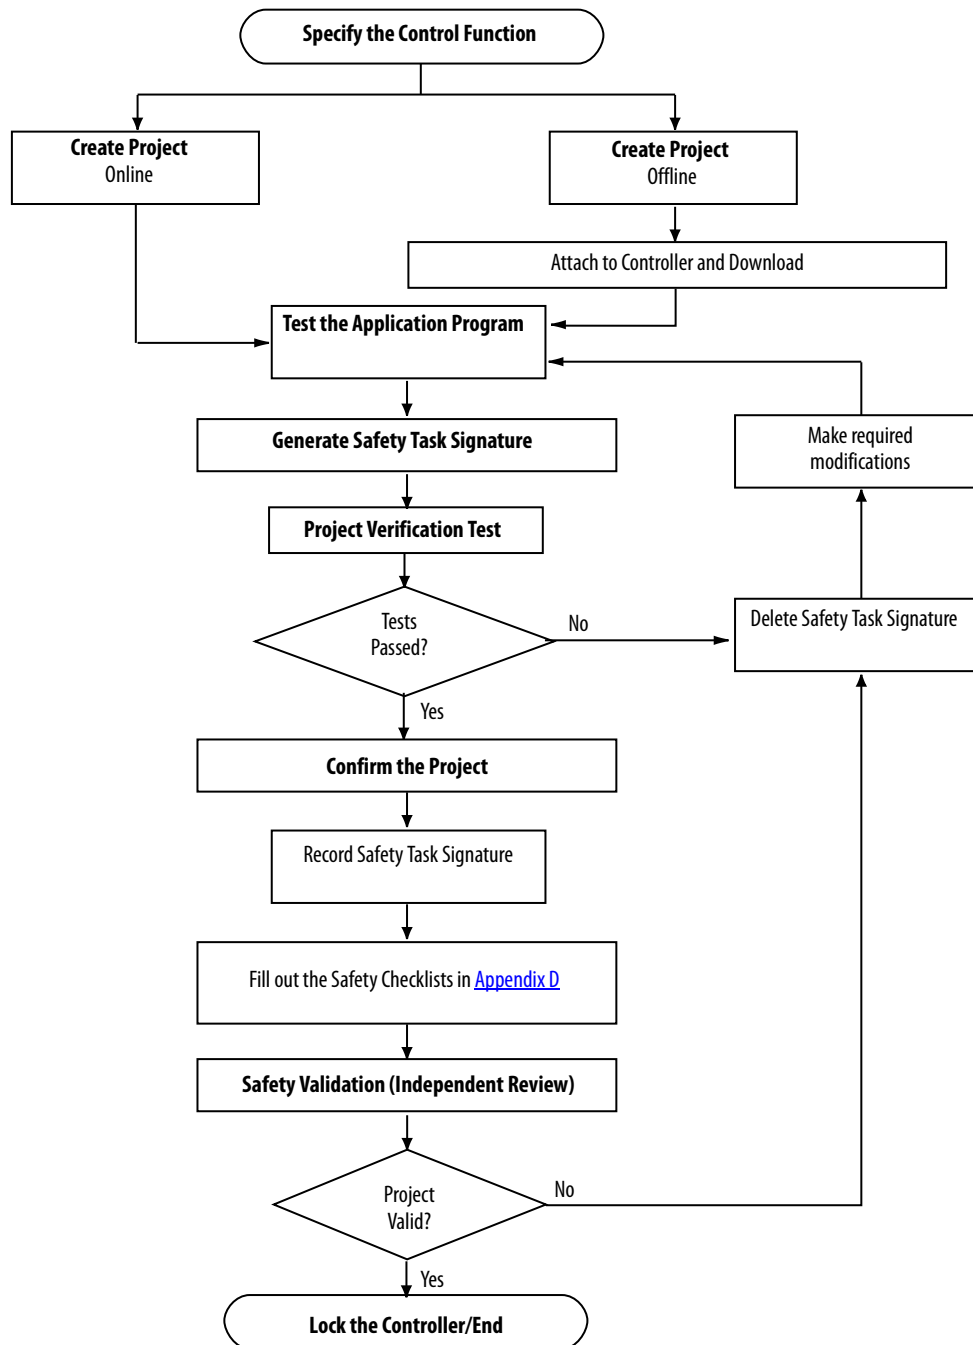 Specify the Control Function
Create Project
Online
Create Project
Offline
Attach to Controller and Download
Test the Application Program
Generate Safety Task Signature
Make required
modifications
Project Verification Test
Tests
Passed?
No
Delete Safety Task Signature
Yes
Confirm the Project
Record Safety Task Signature
Fill out the Safety Checklists in Appendix D
Safety Validation (Independent Review)
Project
Valid?
No
Yes
Lock the Controller/End